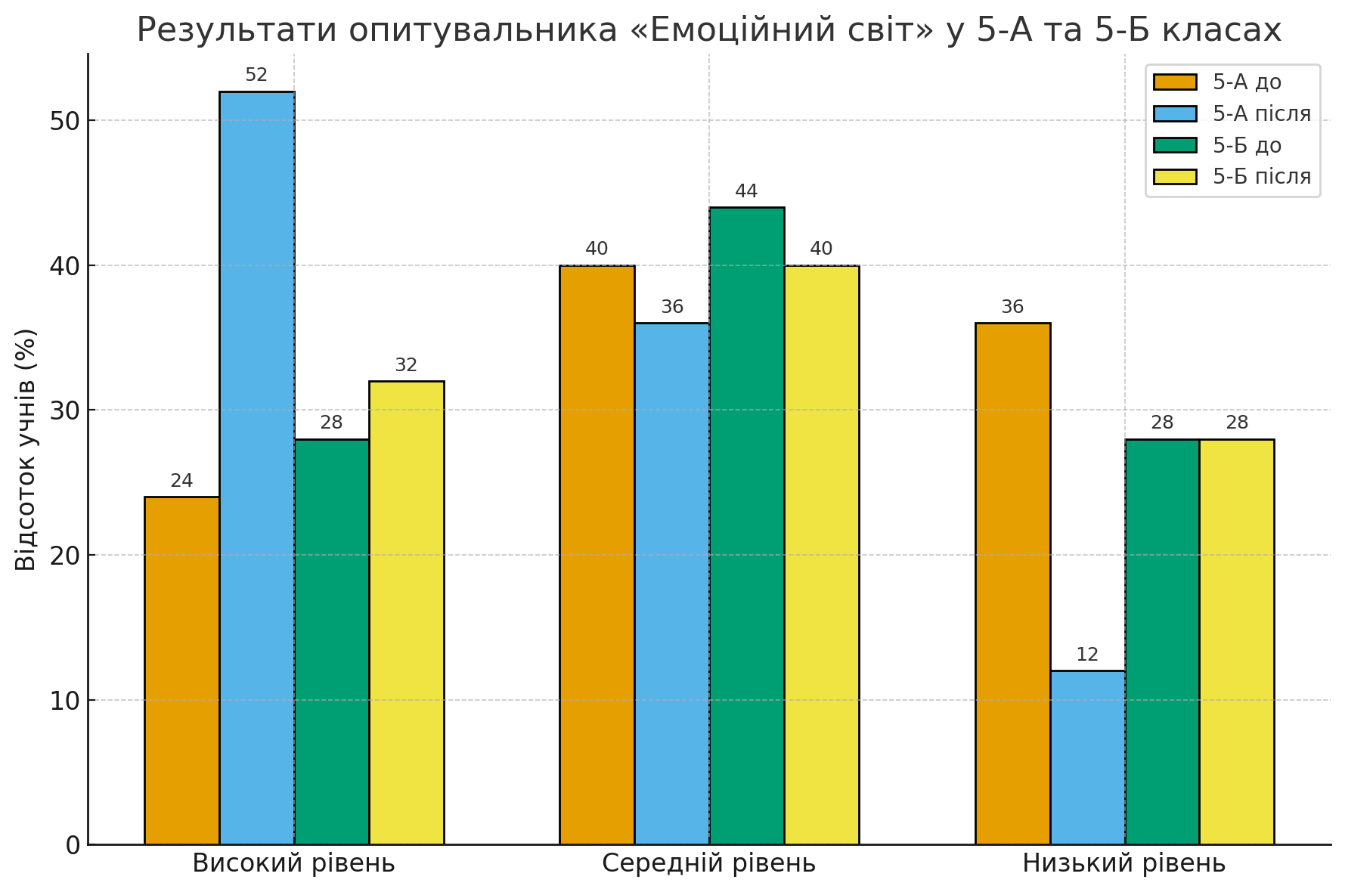 Результати опитувальника «Емоційний світ» у 5-А та 5-Б класах
5-А до
5-А після
5-Б до
5-Б після
Відсоток учнів (%)
50
40
30
20
10
0
24
52
28
32
40
36
44
40
36
12
28
28
Високий рівень
Середній рівень
Низький рівень